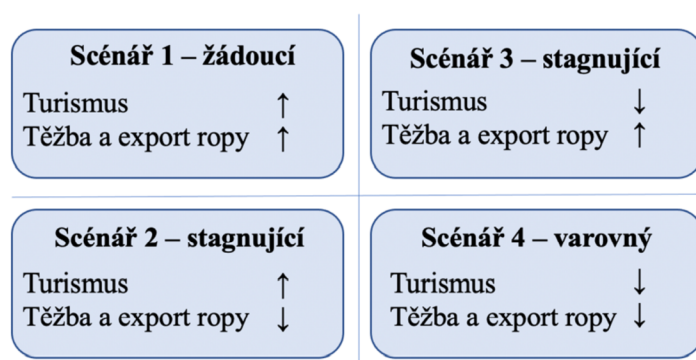 Scénář 1 – žádoucí
Turismus ↑
Těžba a export ropy ↑
Scénář 3 – stagnující
Turismus ↓
Těžba a export ropy ↑
Scénář 2 – stagnující
Turismus ↑
Těžba a export ropy ↓
Scénář 4 – varovný
Turismus ↓
Těžba a export ropy ↓